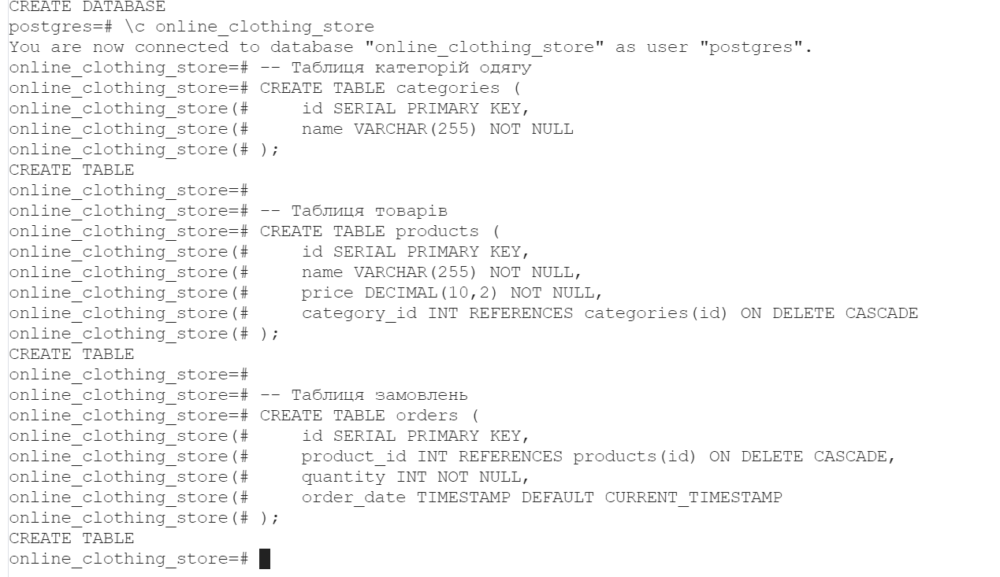 CREATE DATABASE
postgres=# \c online_clothing_store
You are now connected to database "online_clothing_store" as user "postgres".
online_clothing_store=# -- Таблиця категорій одягу
online_clothing_store=# CREATE TABLE categories (
online_clothing_store(#     id SERIAL PRIMARY KEY,
online_clothing_store(#     name VARCHAR(255) NOT NULL
online_clothing_store(# );
CREATE TABLE
online_clothing_store=#
online_clothing_store=# -- Таблиця товарів
online_clothing_store=# CREATE TABLE products (
online_clothing_store(#     id SERIAL PRIMARY KEY,
online_clothing_store(#     name VARCHAR(255) NOT NULL,
online_clothing_store(#     price DECIMAL(10,2) NOT NULL,
online_clothing_store(#     category_id INT REFERENCES categories(id) ON DELETE CASCADE
online_clothing_store(# );
CREATE TABLE
online_clothing_store=#
online_clothing_store=# -- Таблиця замовлень
online_clothing_store=# CREATE TABLE orders (
online_clothing_store(#     id SERIAL PRIMARY KEY,
online_clothing_store(#     product_id INT REFERENCES products(id) ON DELETE CASCADE,
online_clothing_store(#     quantity INT NOT NULL,
online_clothing_store(#     order_date TIMESTAMP DEFAULT CURRENT_TIMESTAMP
online_clothing_store(# );
CREATE TABLE
online_clothing_store=#